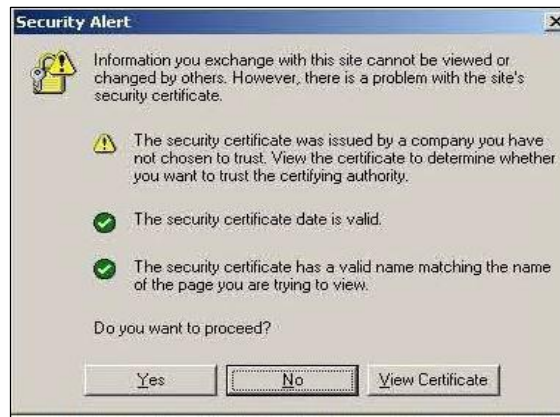 Security Alert
Information you exchange with this site cannot be viewed or
changed by others. However, there is a problem with the site's
security certificate.
The security certificate was issued by a company you have
not chosen to trust. View the certificate to determine whether
you want to trust the certifying authority.
The security certificate date is valid.
The security certificate has a valid name matching the name
of the page you are trying to view.
Do you want to proceed?
Yes No View Certificate